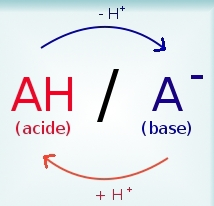 - H⁺
AH / A⁻
(acide) (base)
+ H⁺